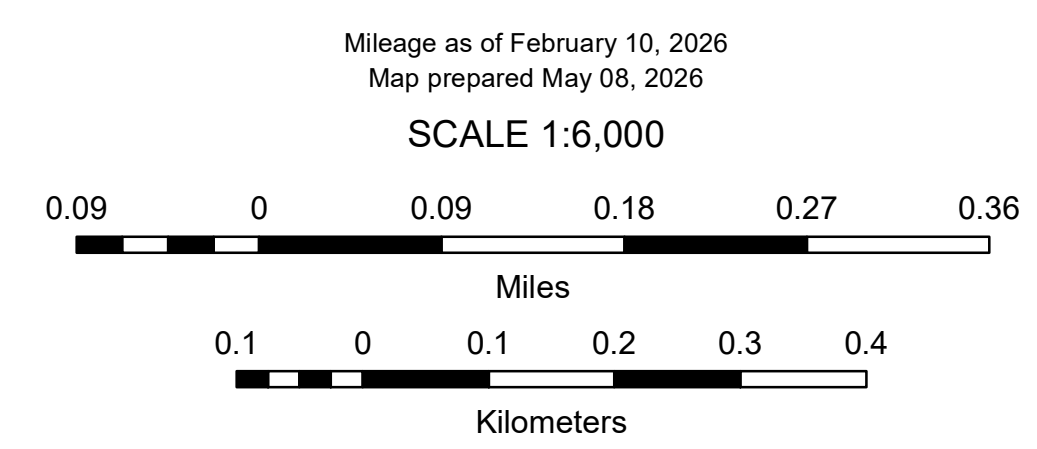 Mileage as of February 10, 2026
Map prepared May 08, 2026
SCALE 1:6,000
0.09 0 0.09 0.18 0.27 0.36
Miles
0.1 0 0.1 0.2 0.3 0.4
Kilometers